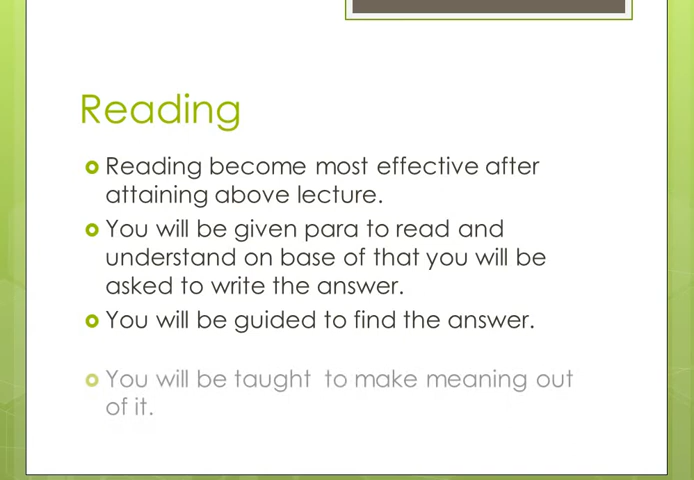 Reading
Reading become most effective after
attaining above lecture.
You will be given para to read and
understand on base of that you will be
asked to write the answer.
You will be guided to find the answer.
You will be taught to make meaning out
of it.